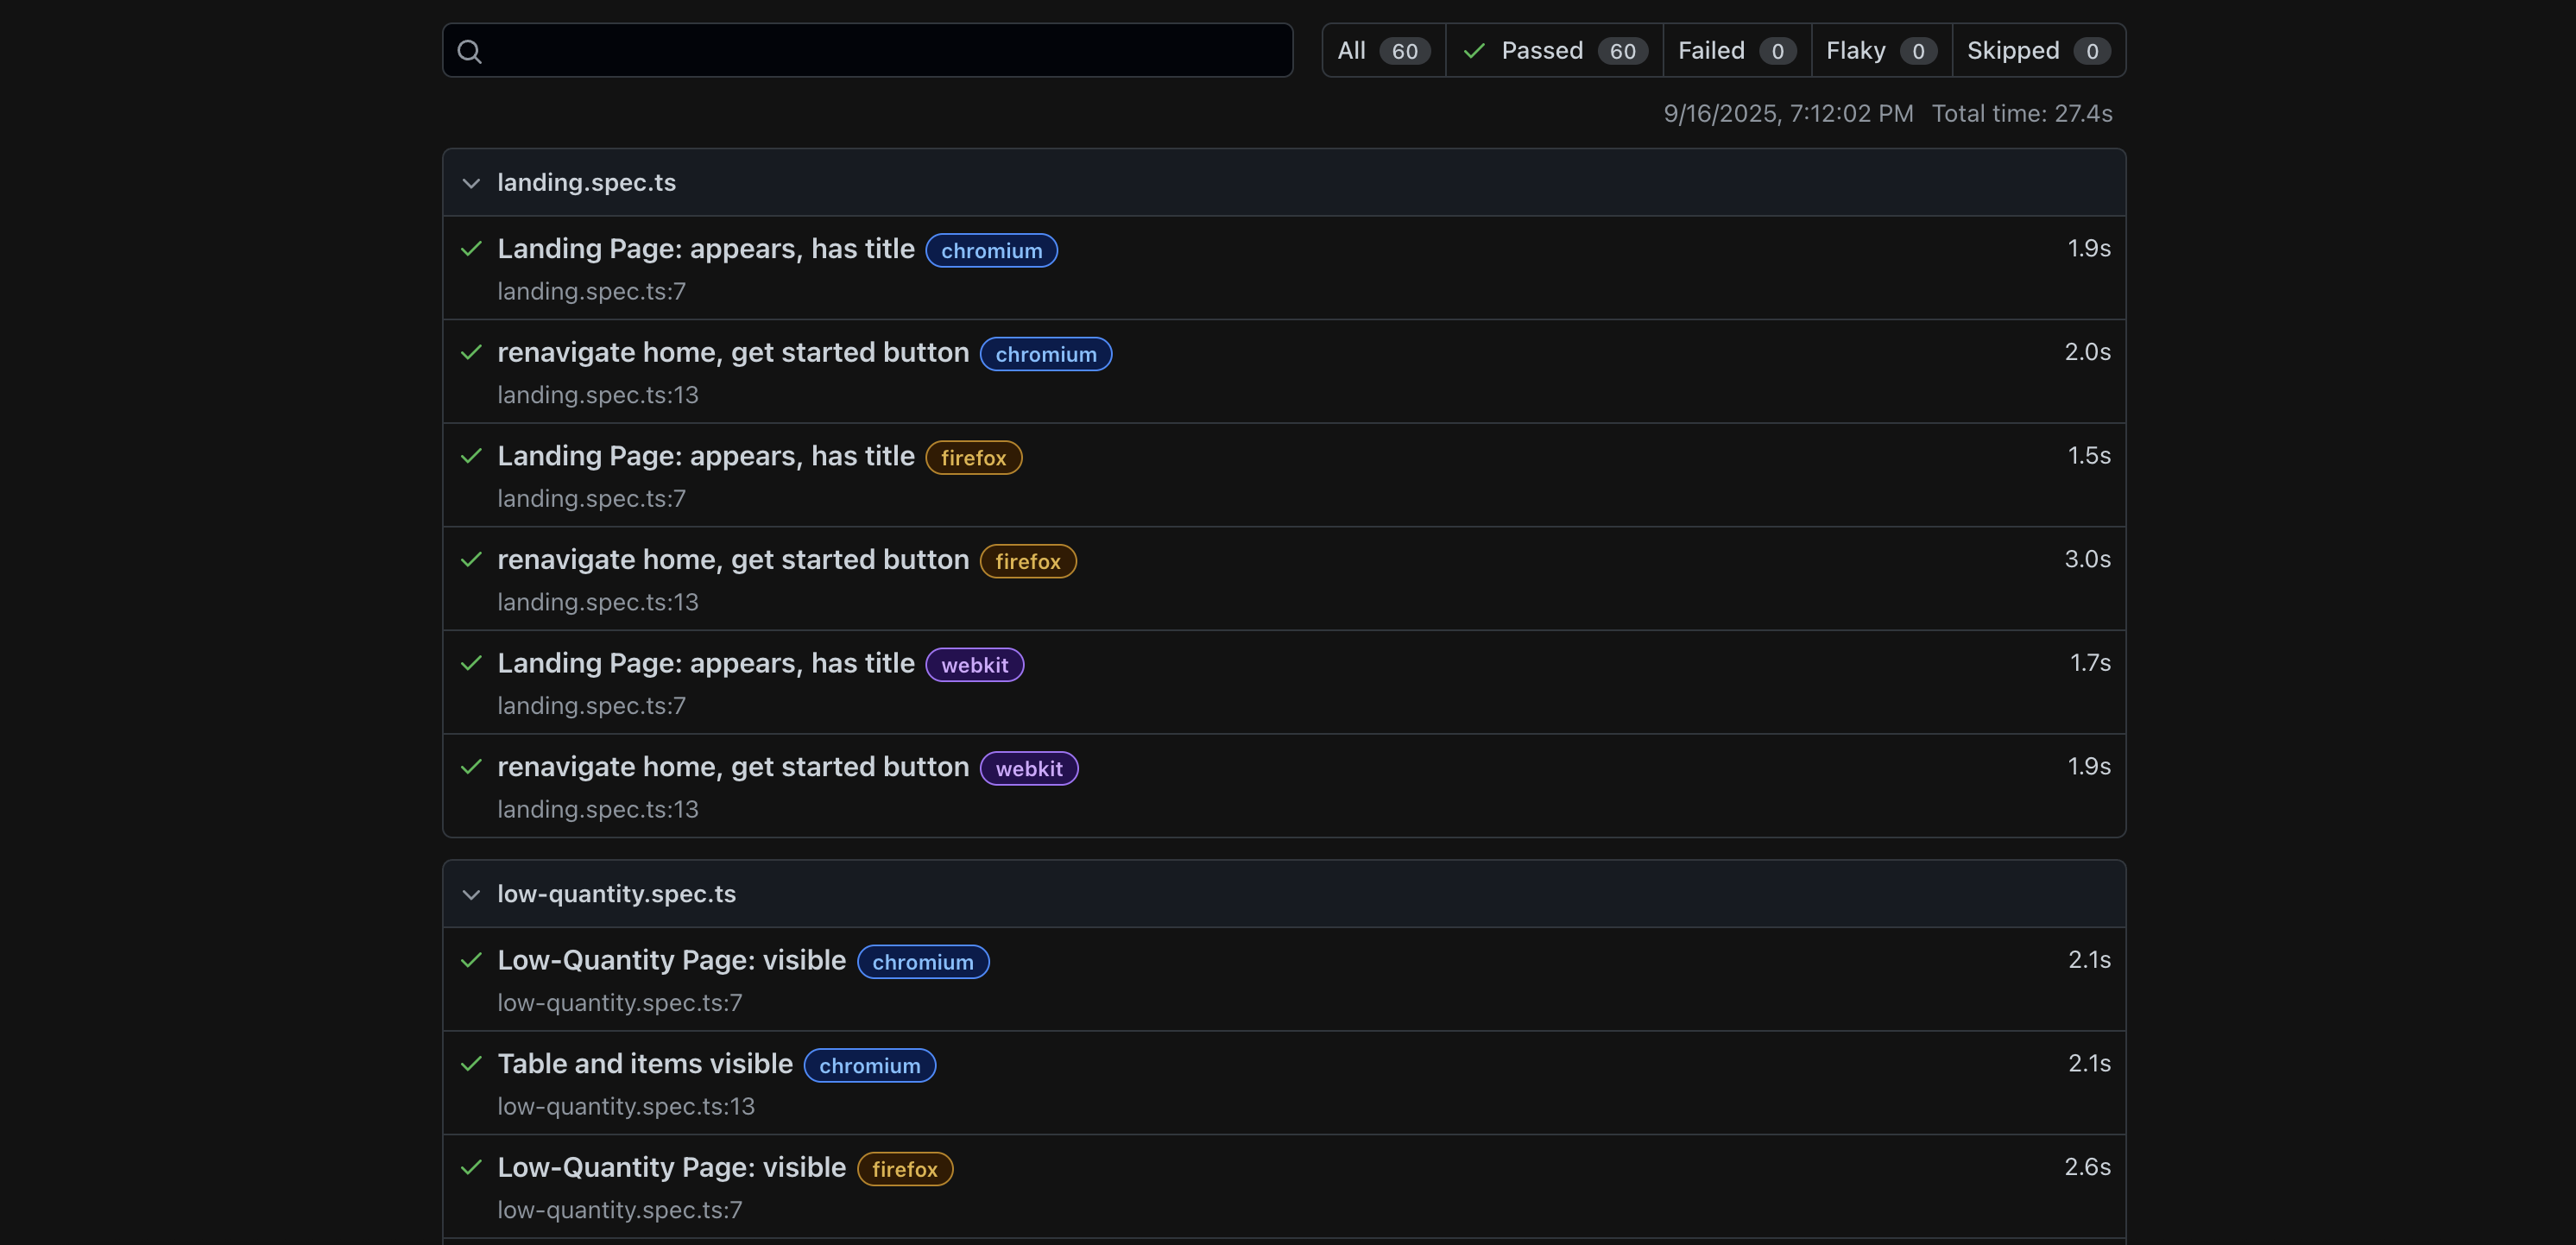 All 60 Passed 60 Failed 0 Flaky 0 Skipped 0
9/16/2025, 7:12:02 PM Total time: 27.4s
landing.spec.ts
Landing Page: appears, has title chromium 1.9s
landing.spec.ts:7
renavigate home, get started button chromium 2.0s
landing.spec.ts:13
Landing Page: appears, has title firefox 1.5s
landing.spec.ts:7
renavigate home, get started button firefox 3.0s
landing.spec.ts:13
Landing Page: appears, has title webkit 1.7s
landing.spec.ts:7
renavigate home, get started button webkit 1.9s
landing.spec.ts:13
low-quantity.spec.ts
Low-Quantity Page: visible chromium 2.1s
low-quantity.spec.ts:7
Table and items visible chromium 2.1s
low-quantity.spec.ts:13
Low-Quantity Page: visible firefox 2.6s
low-quantity.spec.ts:7